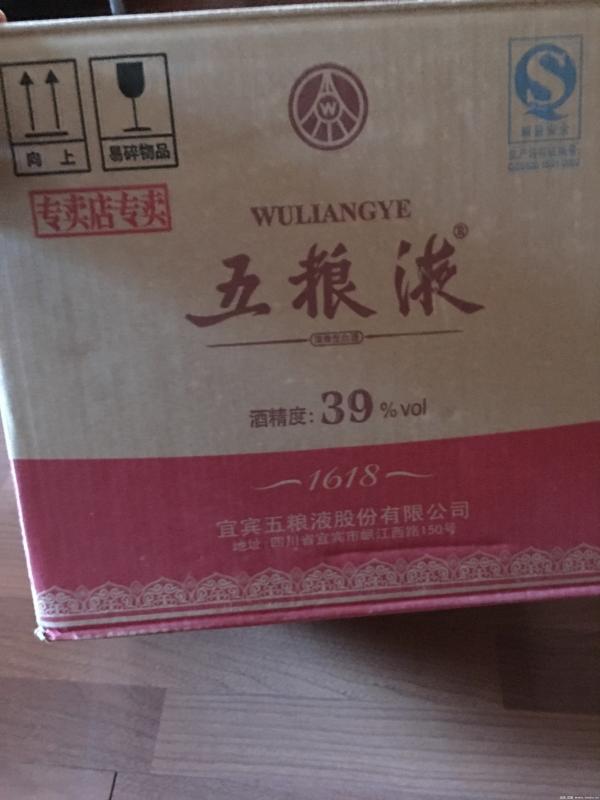 向 上
易碎物品
专卖店专卖
W
S
WULIANGYE
五粮液®
酒精度: 39 %vol
1618
宜宾五粮液股份有限公司
地址:四川省宜宾市岷江西路150号